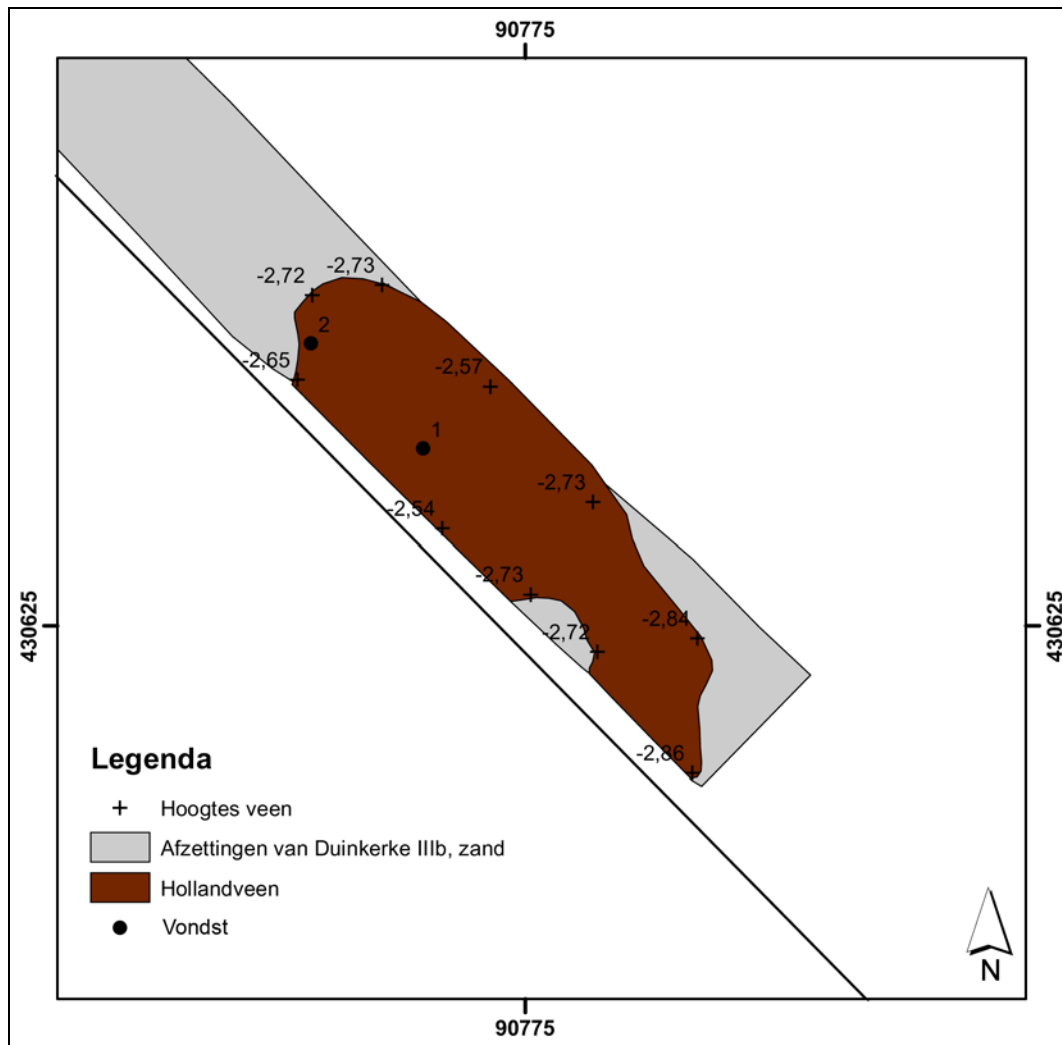 90775
-2,73
-2,72
2
-2,65
-2,57
1
-2,73
-2,54
-2,73
430625
-2,84
430625
-2,72
-2,86
Legenda
Hoogtes veen
Afzettingen van Duinkerke IIIb, zand
Hollandveen
Vondst
N
90775